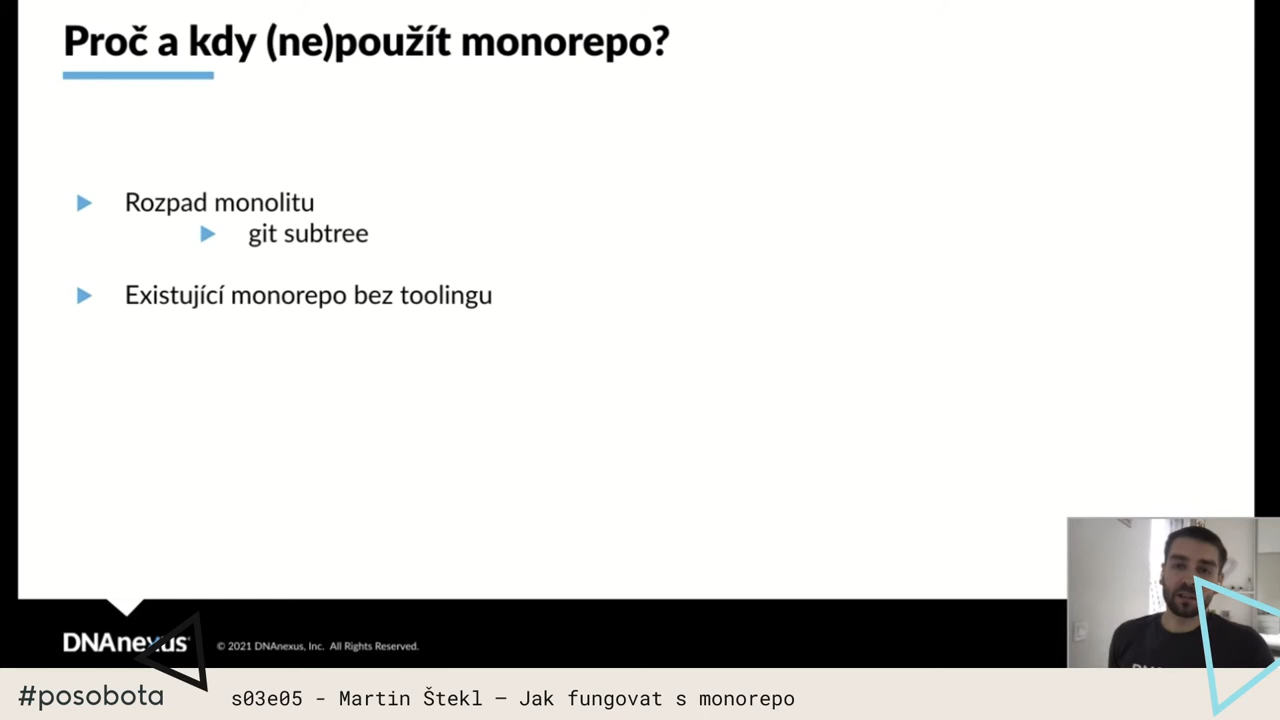 Proč a kdy (ne)použít monorepo?
Rozpad monolitu
git subtree
Existující monorepo bez toolingu
DNAnexus
© 2021 DNAnexus, Inc. All Rights Reserved.
#posobota
s03e05 - Martin Štekl – Jak fungovat s monorepo